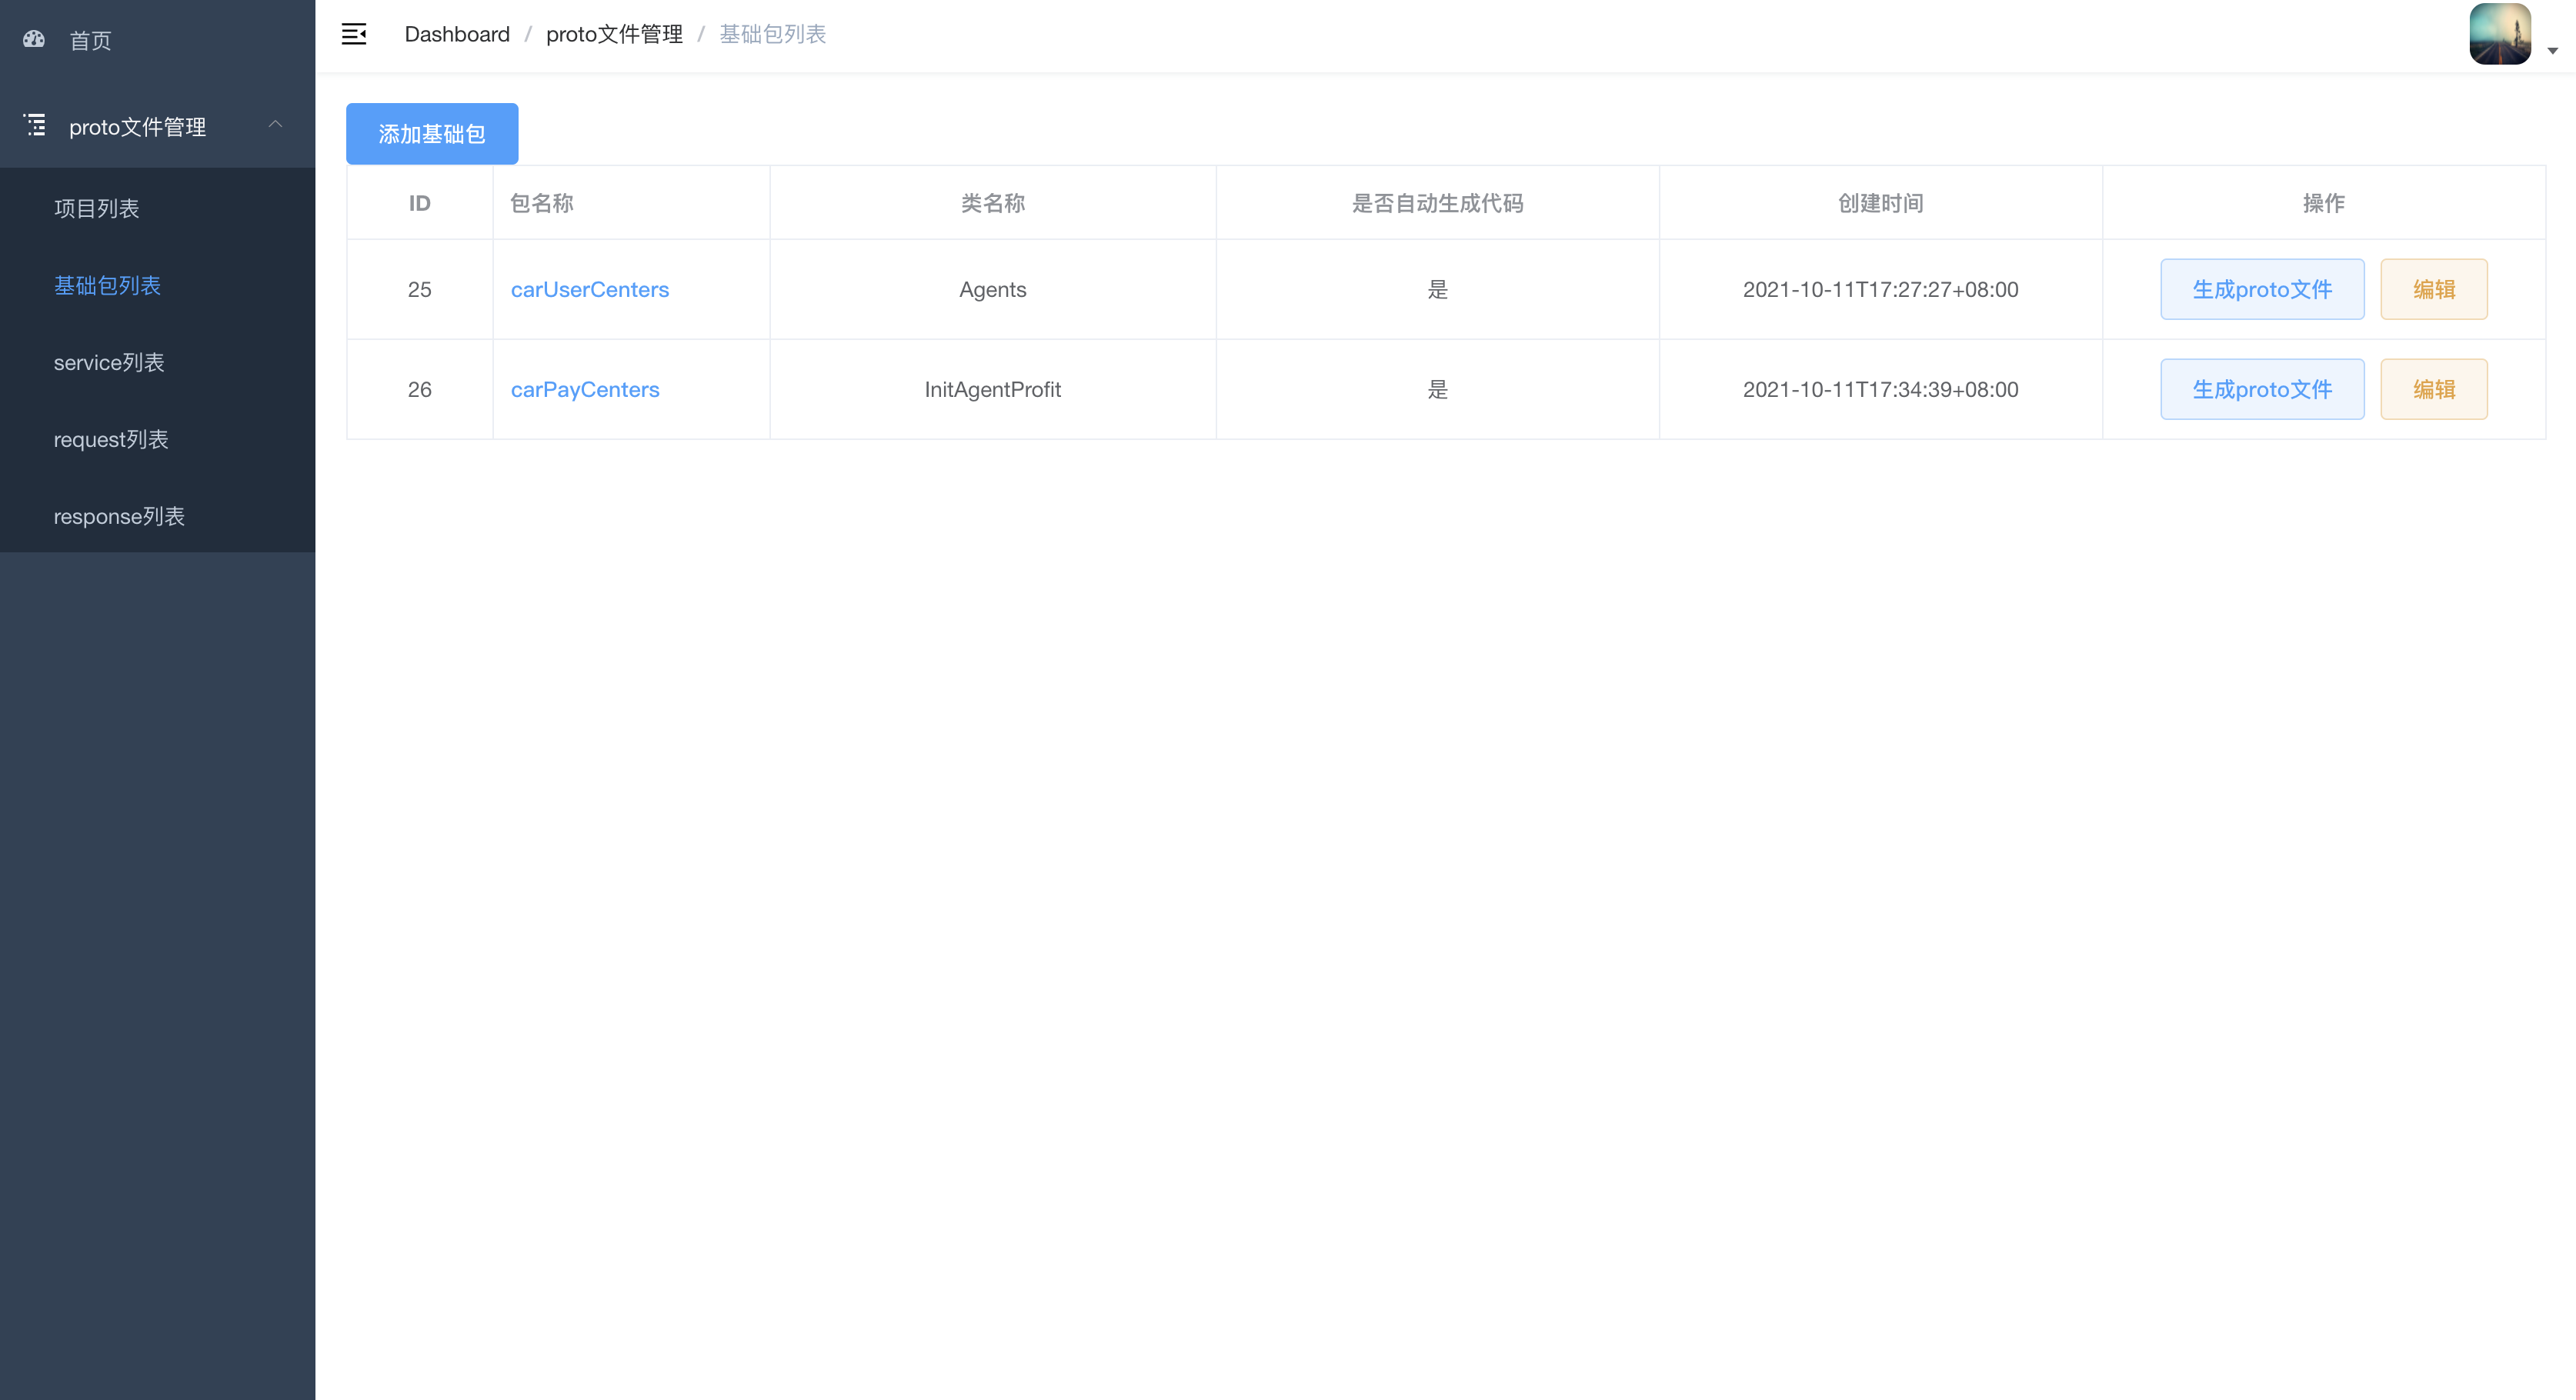 首页
proto文件管理
项目列表
基础包列表
service列表
request列表
response列表
Dashboard / proto文件管理 / 基础包列表
添加基础包
ID 包名称 类名称 是否自动生成代码 创建时间 操作
25 carUserCenters Agents 是 2021-10-11T17:27:27+08:00 生成proto文件 编辑
26 carPayCenters InitAgentProfit 是 2021-10-11T17:34:39+08:00 生成proto文件 编辑